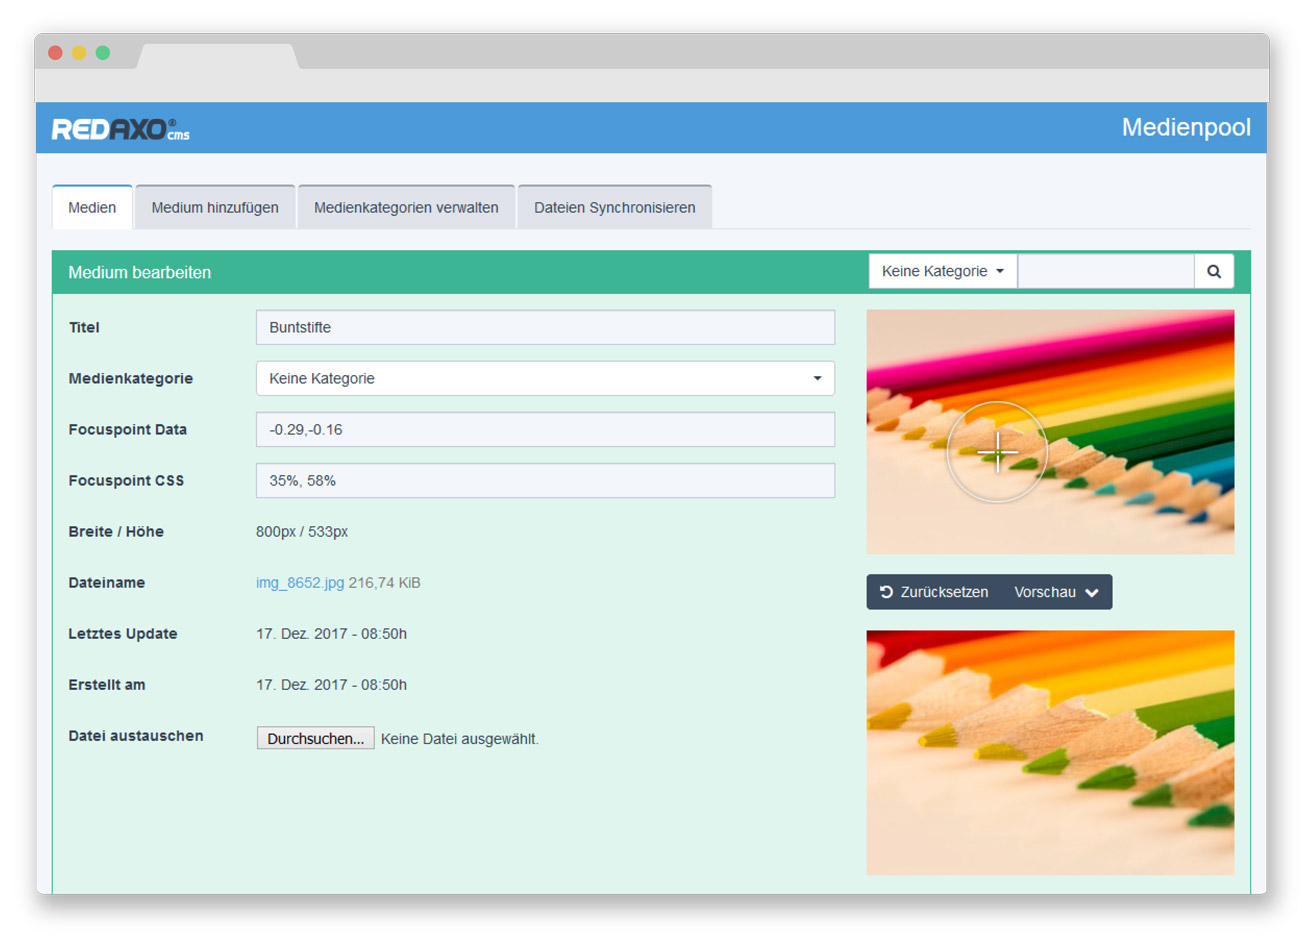 REDAXO® cms
Medienpool
Medien
Medium hinzufügen
Medienkategorien verwalten
Dateien Synchronisieren
Medium bearbeiten
Keine Kategorie
Titel
Buntstifte
Medienkategorie
Keine Kategorie
Focuspoint Data
-0.29,-0.16
Focuspoint CSS
35%, 58%
Breite / Höhe
800px / 533px
Dateiname
img_8652.jpg 216,74 KiB
Letztes Update
17. Dez. 2017 - 08:50h
Erstellt am
17. Dez. 2017 - 08:50h
Datei austauschen
Durchsuchen... Keine Datei ausgewählt.
Zurücksetzen
Vorschau